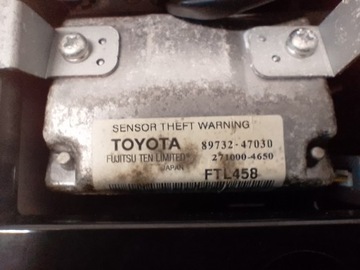 SENSOR THEFT WARNING
TOYOTA 89732-47030
FUJITSU TEN LIMITED 271000-4650
JAPAN FTL458